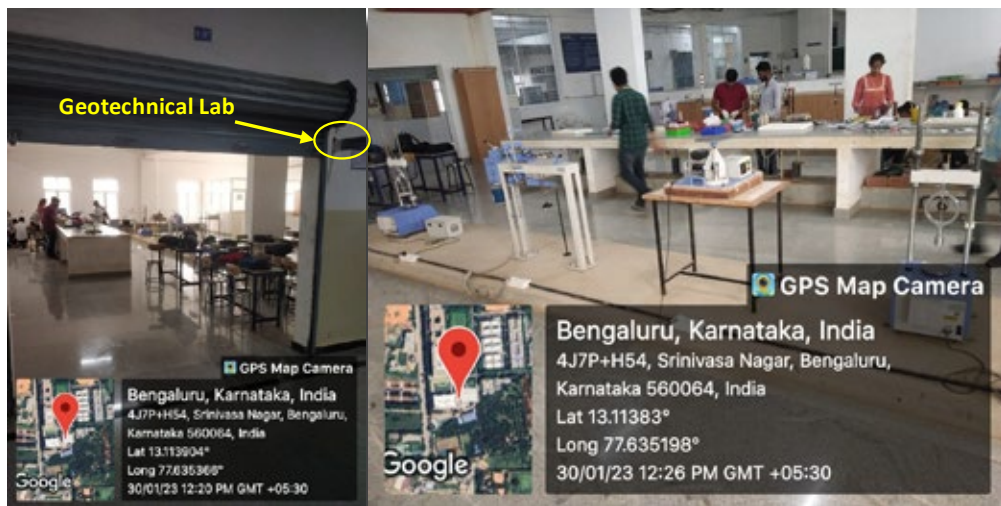 Geotechnical Lab
GPS Map Camera
Bengaluru, Karnataka, India
4J7P+H54, Srinivasa Nagar, Bengaluru,
Karnataka 560064, India
Lat 13.113904°
Long 77.635366°
30/01/23 12:20 PM GMT +05:30
Google
GPS Map Camera
Bengaluru, Karnataka, India
4J7P+H54, Srinivasa Nagar, Bengaluru,
Karnataka 560064, India
Lat 13.11383°
Long 77.635198°
30/01/23 12:26 PM GMT +05:30
Google